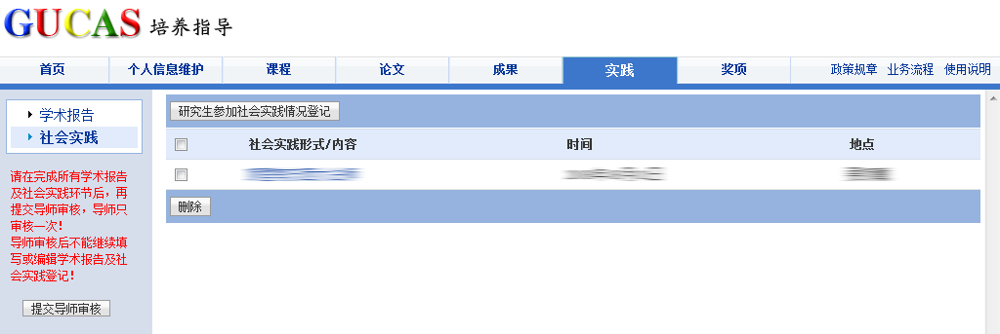 GUCAS 培养指导
首页 个人信息维护 课程 论文 成果 实践 奖项 政策规章 业务流程 使用说明
学术报告
社会实践
请在完成所有学术报告
及社会实践环节后，再
提交导师审核，导师只
审核一次！
导师审核后不能继续填
写或编辑学术报告及社
会实践登记！
提交导师审核
研究生参加社会实践情况登记
社会实践形式/内容 时间 地点
删除